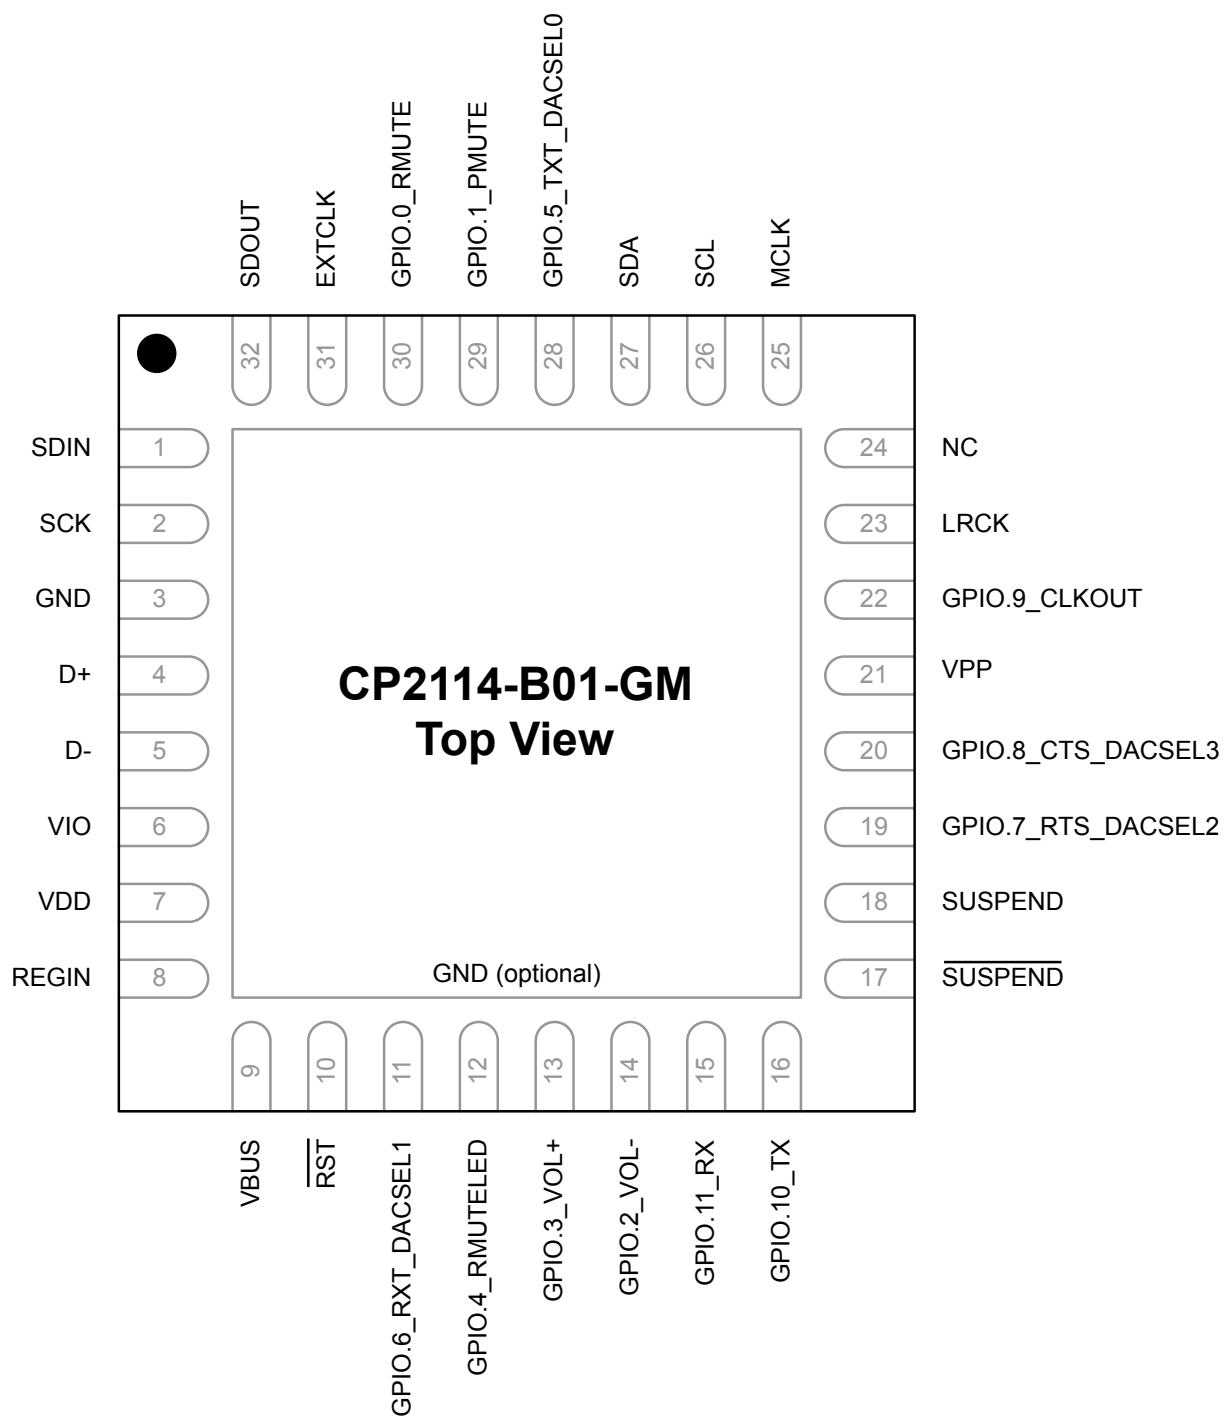 SDOUT
EXTCLK
GPIO.0_RMUTE
GPIO.1_PMUTE
GPIO.5_TXT_DACSEL0
SDA
SCL
MCLK
32
31
30
29
28
27
26
25
SDIN 1
SCK 2
GND 3
D+ 4
D- 5
VIO 6
VDD 7
REGIN 8
CP2114-B01-GM
Top View
GND (optional)
24 NC
23 LRCK
22 GPIO.9_CLKOUT
21 VPP
20 GPIO.8_CTS_DACSEL3
19 GPIO.7_RTS_DACSEL2
18 SUSPEND
17 SUSPEND
9
10
11
12
13
14
15
16
VBUS
RST
GPIO.6_RXT_DACSEL1
GPIO.4_RMUTELED
GPIO.3_VOL+
GPIO.2_VOL-
GPIO.11_RX
GPIO.10_TX